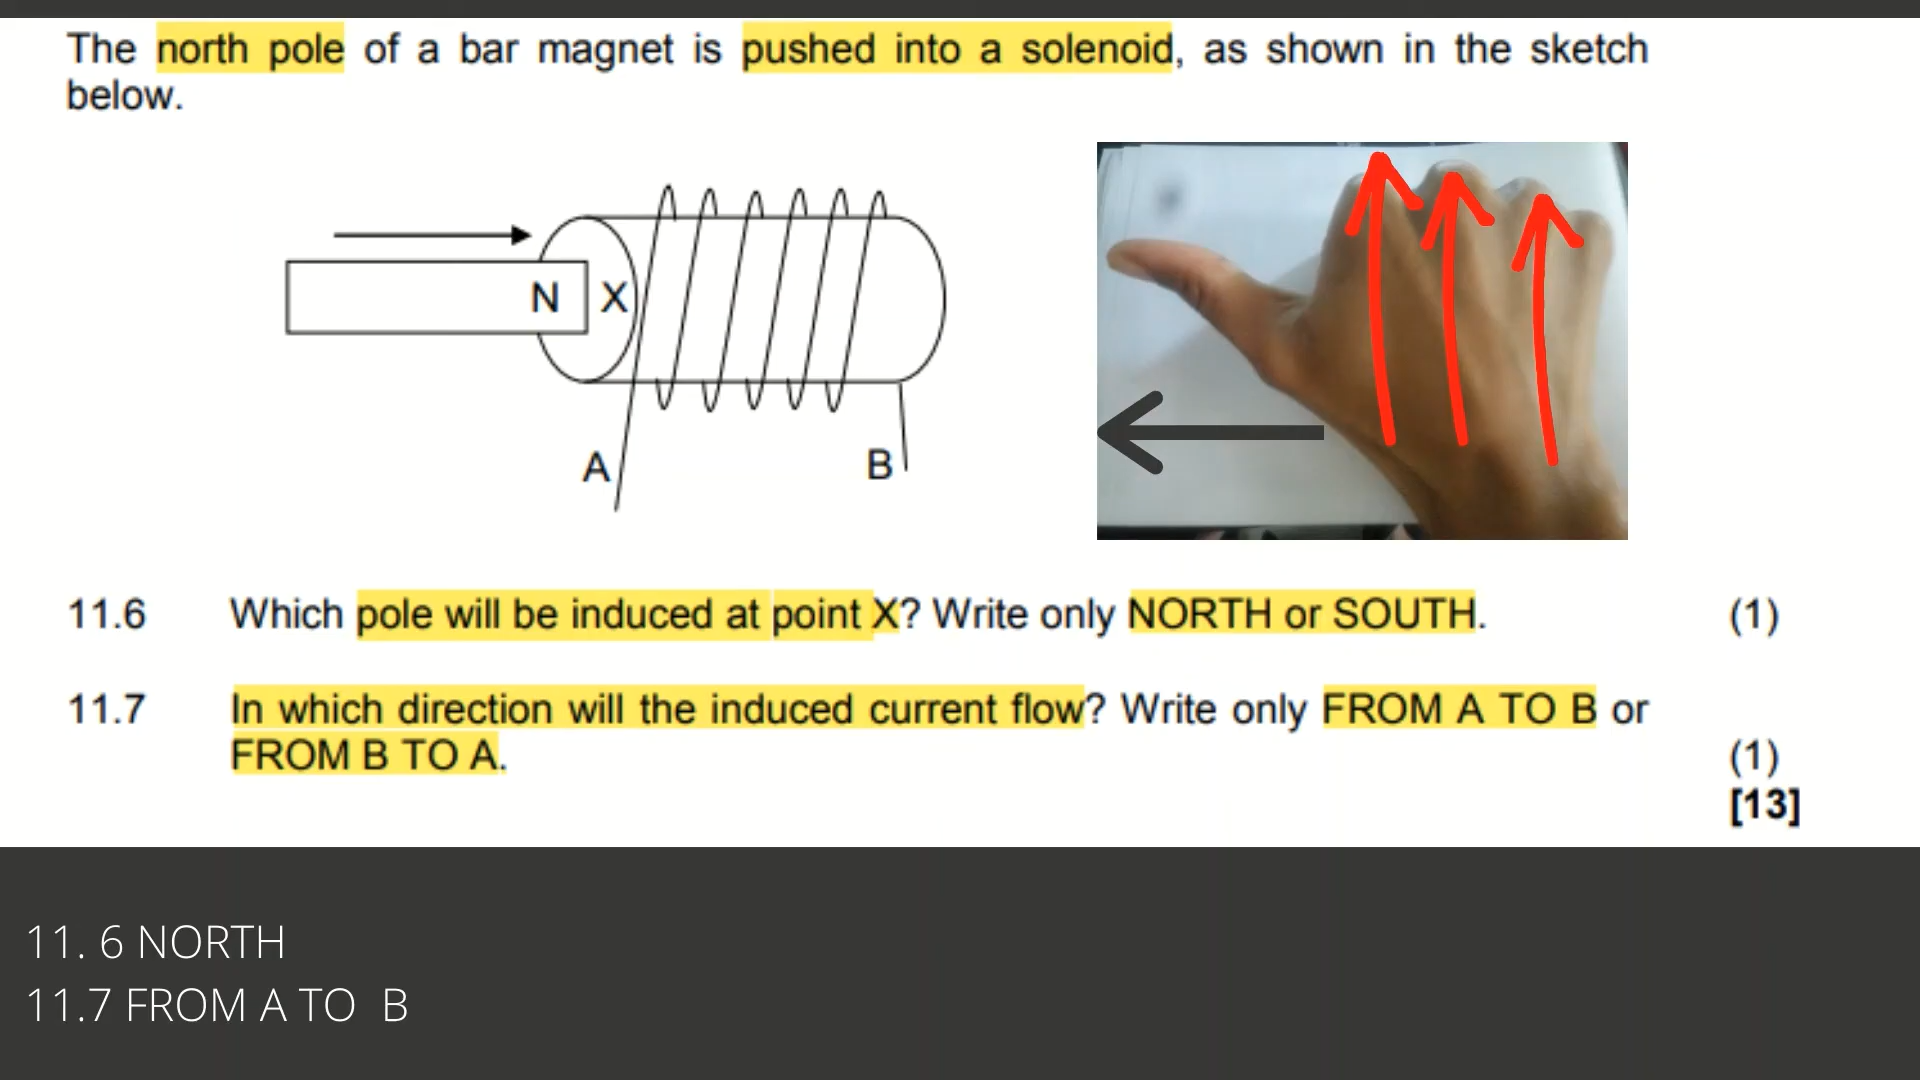 The north pole of a bar magnet is pushed into a solenoid, as shown in the sketch
below.
N X
A
B
11.6 Which pole will be induced at point X? Write only NORTH or SOUTH. (1)
11.7 In which direction will the induced current flow? Write only FROM A TO B or
FROM B TO A. (1)
[13]
11. 6 NORTH
11.7 FROM A TO B